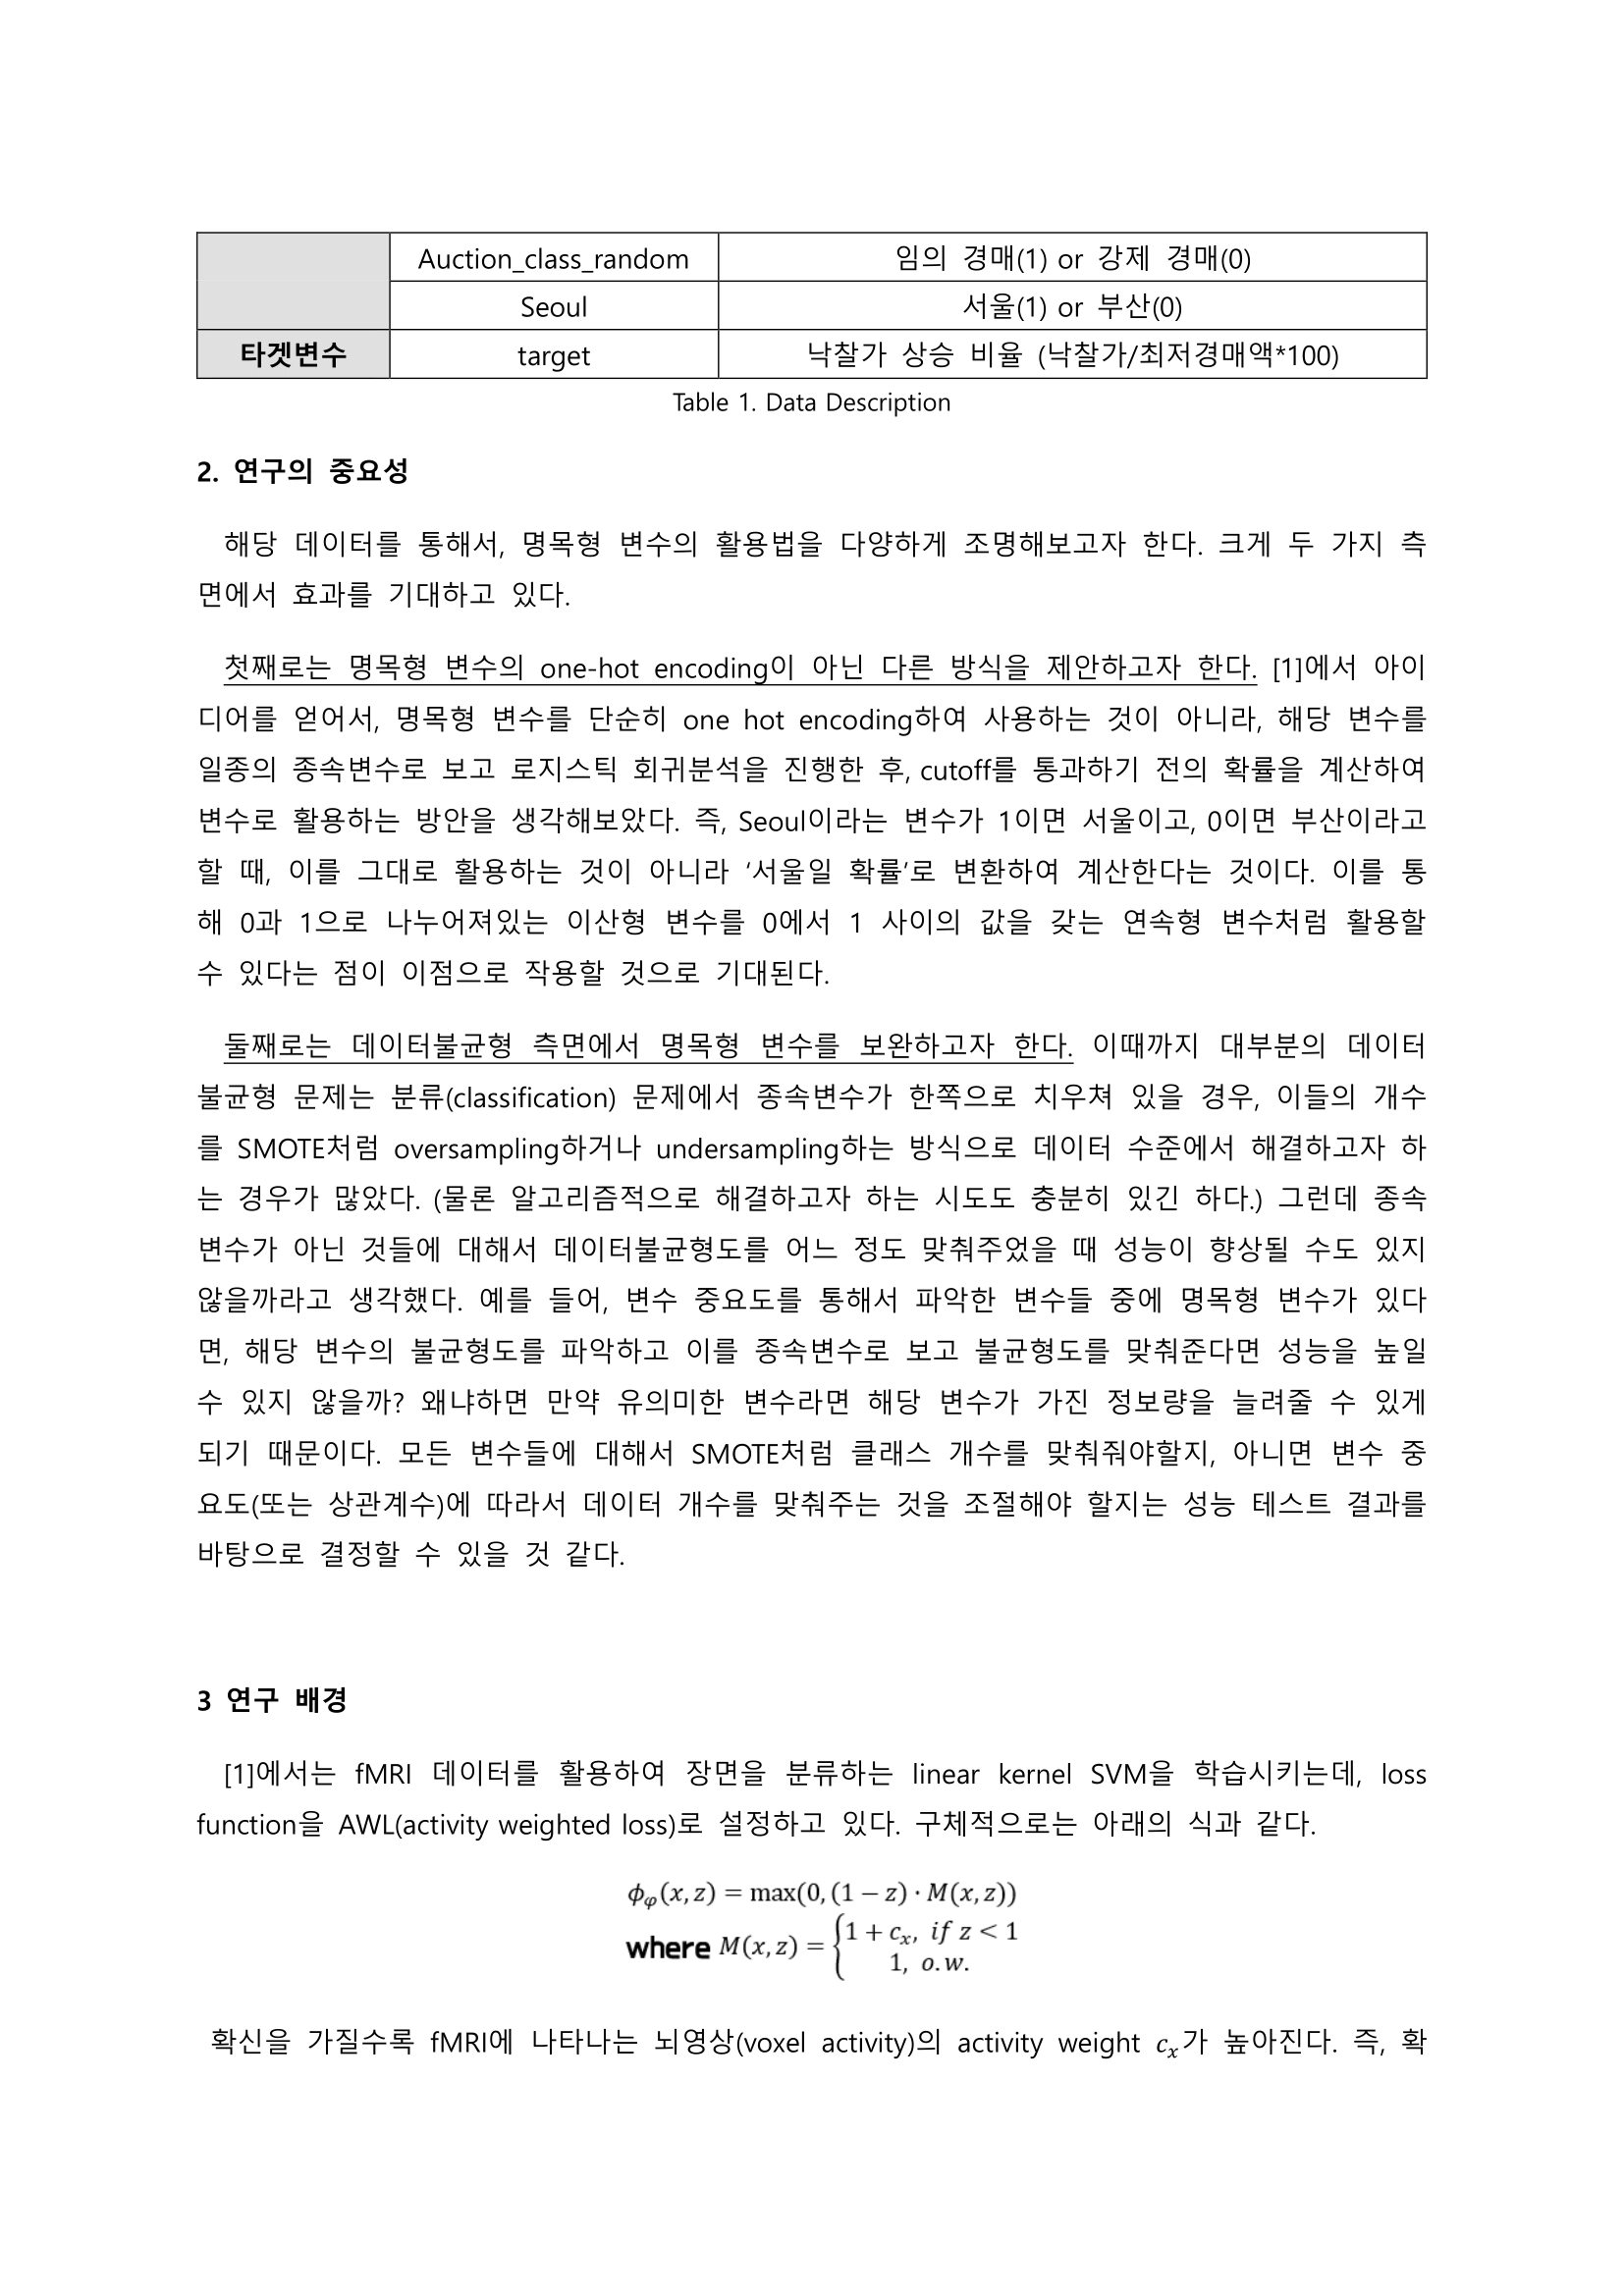 Auction_class_random 임의 경매(1) or 강제 경매(0)
Seoul 서울(1) or 부산(0)
타겟변수 target 낙찰가 상승 비율 (낙찰가/최저경매액*100)
Table 1. Data Description
2. 연구의 중요성
해당 데이터를 통해서, 명목형 변수의 활용법을 다양하게 조명해보고자 한다. 크게 두 가지 측
면에서 효과를 기대하고 있다.
첫째로는 명목형 변수의 one-hot encoding이 아닌 다른 방식을 제안하고자 한다. [1]에서 아이
디어를 얻어서, 명목형 변수를 단순히 one hot encoding하여 사용하는 것이 아니라, 해당 변수를
일종의 종속변수로 보고 로지스틱 회귀분석을 진행한 후, cutoff를 통과하기 전의 확률을 계산하여
변수로 활용하는 방안을 생각해보았다. 즉, Seoul이라는 변수가 1이면 서울이고, 0이면 부산이라고
할 때, 이를 그대로 활용하는 것이 아니라 ‘서울일 확률’로 변환하여 계산한다는 것이다. 이를 통
해 0과 1으로 나누어져있는 이산형 변수를 0에서 1 사이의 값을 갖는 연속형 변수처럼 활용할
수 있다는 점이 이점으로 작용할 것으로 기대된다.
둘째로는 데이터불균형 측면에서 명목형 변수를 보완하고자 한다. 이때까지 대부분의 데이터
불균형 문제는 분류(classification) 문제에서 종속변수가 한쪽으로 치우쳐 있을 경우, 이들의 개수
를 SMOTE처럼 oversampling하거나 undersampling하는 방식으로 데이터 수준에서 해결하고자 하
는 경우가 많았다. (물론 알고리즘적으로 해결하고자 하는 시도도 충분히 있긴 하다.) 그런데 종속
변수가 아닌 것들에 대해서 데이터불균형도를 어느 정도 맞춰주었을 때 성능이 향상될 수도 있지
않을까라고 생각했다. 예를 들어, 변수 중요도를 통해서 파악한 변수들 중에 명목형 변수가 있다
면, 해당 변수의 불균형도를 파악하고 이를 종속변수로 보고 불균형도를 맞춰준다면 성능을 높일
수 있지 않을까? 왜냐하면 만약 유의미한 변수라면 해당 변수가 가진 정보량을 늘려줄 수 있게
되기 때문이다. 모든 변수들에 대해서 SMOTE처럼 클래스 개수를 맞춰줘야할지, 아니면 변수 중
요도(또는 상관계수)에 따라서 데이터 개수를 맞춰주는 것을 조절해야 할지는 성능 테스트 결과를
바탕으로 결정할 수 있을 것 같다.
3 연구 배경
[1]에서는 fMRI 데이터를 활용하여 장면을 분류하는 linear kernel SVM을 학습시키는데, loss
function을 AWL(activity weighted loss)로 설정하고 있다. 구체적으로는 아래의 식과 같다.
ϕ_φ(x, z) = max(0, (1 − z) · M(x, z))
where M(x, z) = { 1 + c_x, if z < 1
1, o.w.
확신을 가질수록 fMRI에 나타나는 뇌영상(voxel activity)의 activity weight c_x가 높아진다. 즉, 확